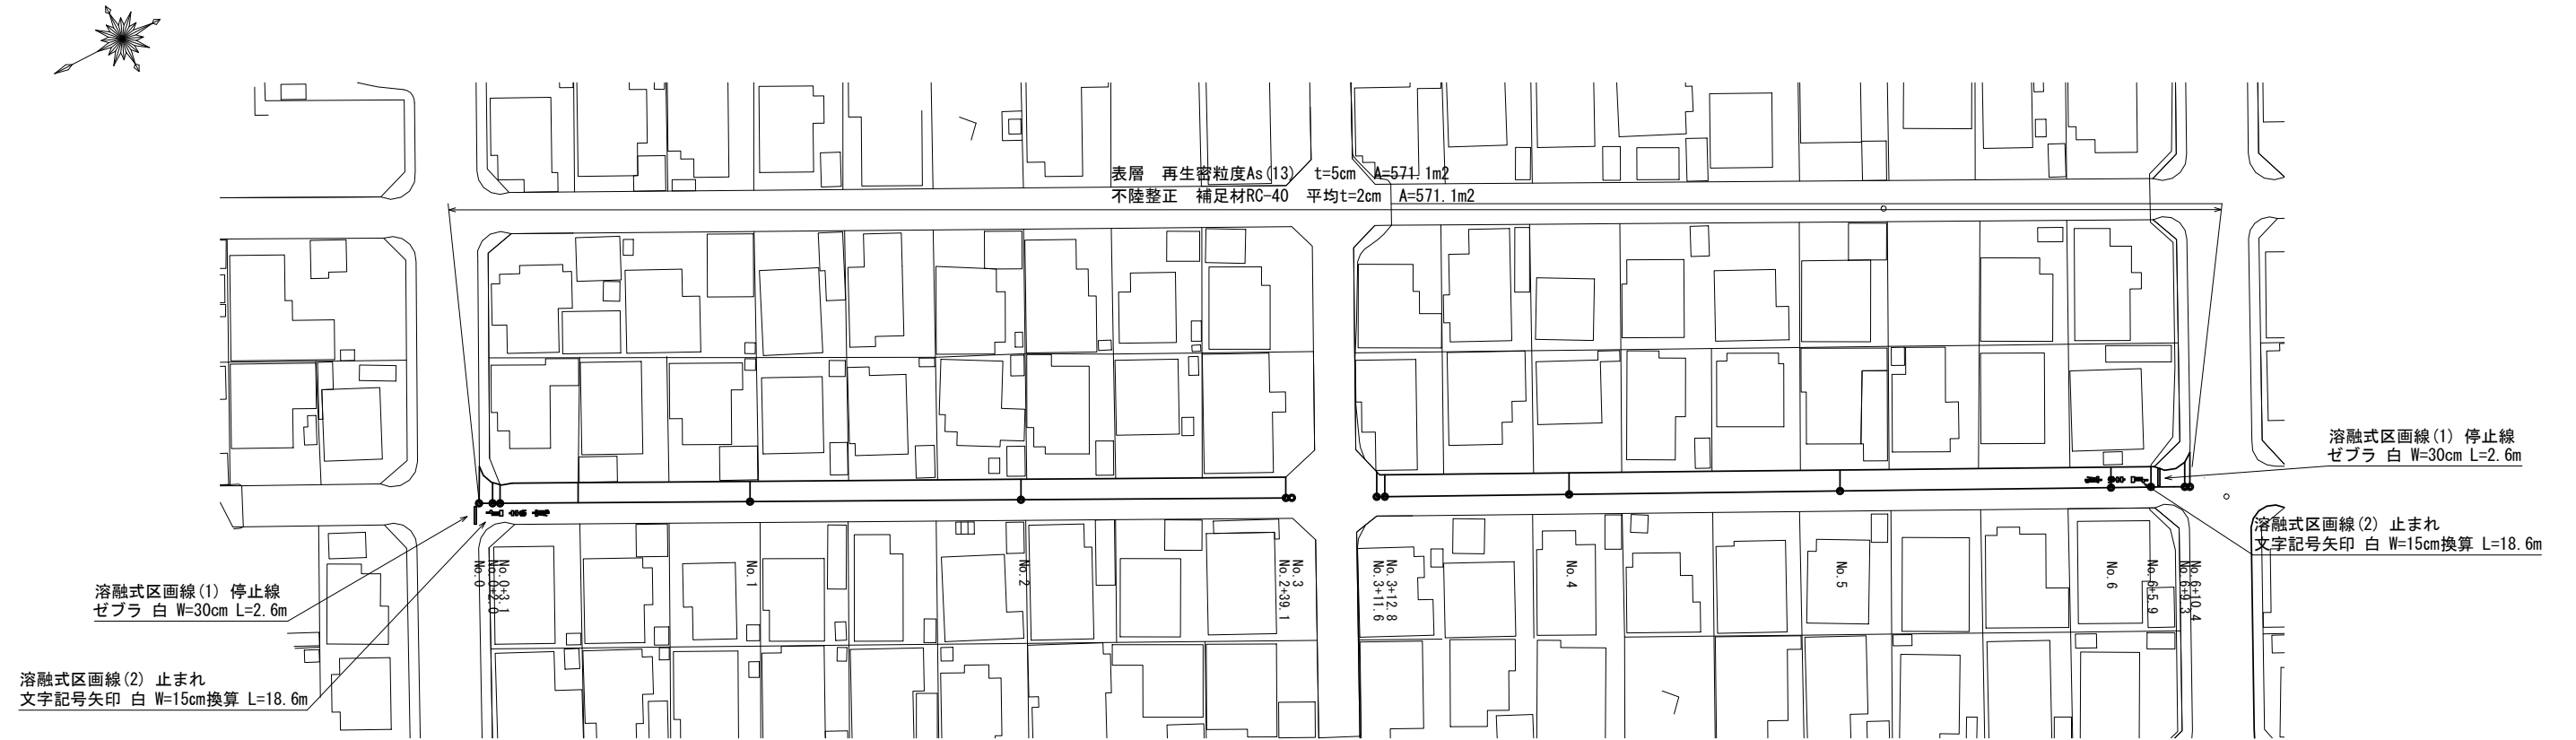 表層　再生密粒度As(13)　t=5cm　A=571.1m2
不陸整正　補足材RC-40　平均t=2cm　A=571.1m2
溶融式区画線(1) 停止線
ゼブラ 白 W=30cm L=2.6m
溶融式区画線(2) 止まれ
文字記号矢印 白 W=15cm換算 L=18.6m
溶融式区画線(1) 停止線
ゼブラ 白 W=30cm L=2.6m
溶融式区画線(2) 止まれ
文字記号矢印 白 W=15cm換算 L=18.6m
No.0
No.0+2.0
No.0+3.1
No.1
No.2
No.2+39.1
No.3
No.3+11.6
No.3+12.8
No.4
No.5
No.6
No.6+5.9
No.6+9.3
No.6+10.4